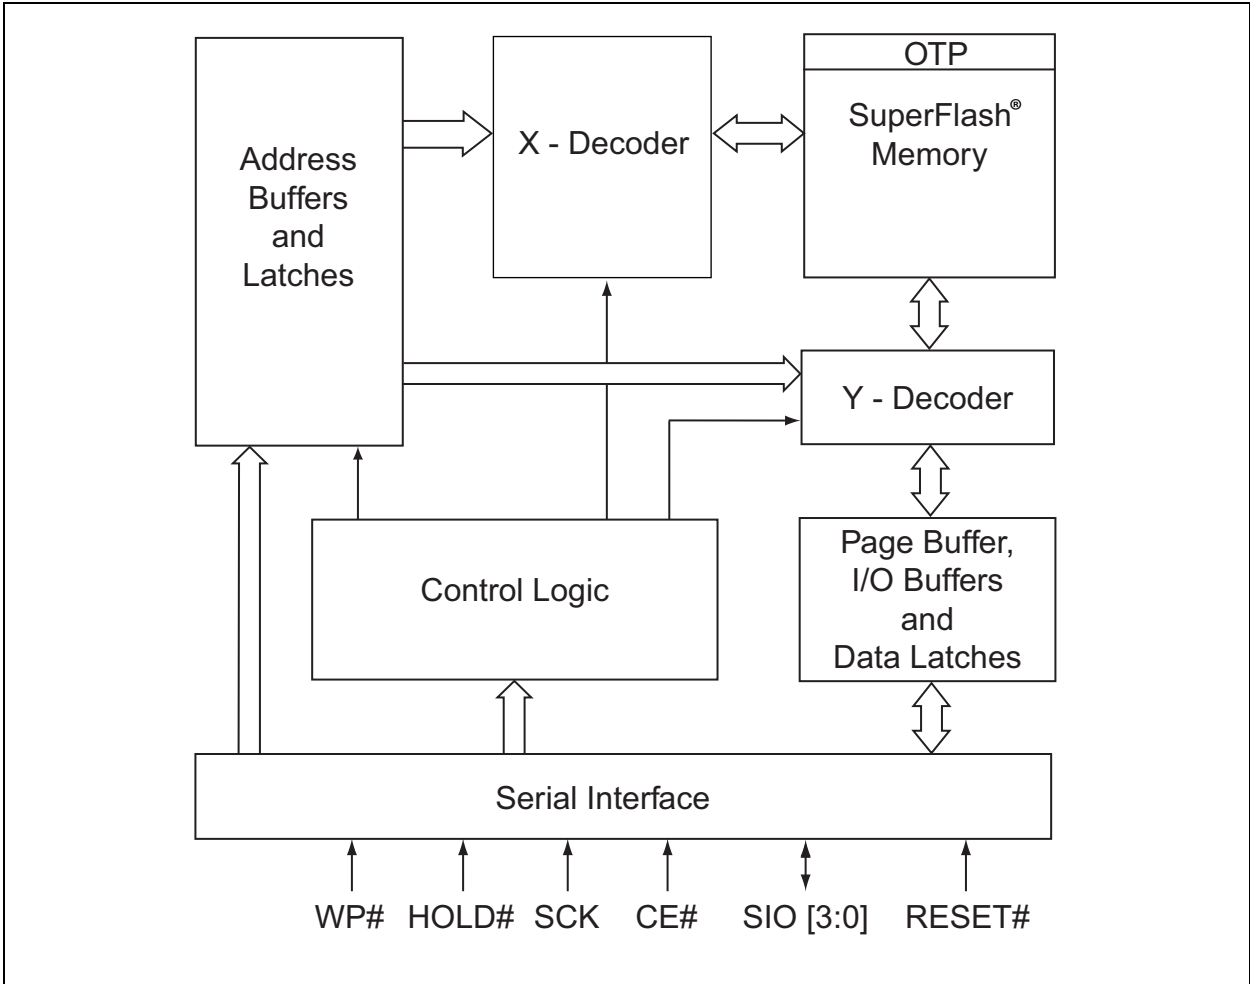 OTP
SuperFlash®
Memory
X - Decoder
Address
Buffers
and
Latches
Y - Decoder
Page Buffer,
I/O Buffers
and
Data Latches
Control Logic
Serial Interface
WP# HOLD# SCK CE# SIO [3:0] RESET#